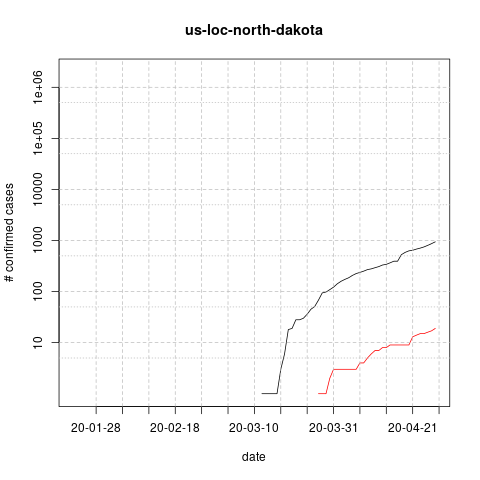 us-loc-north-dakota
# confirmed cases
1e+06
1e+05
10000
1000
100
10
20-01-28
20-02-18
20-03-10
20-03-31
20-04-21
date